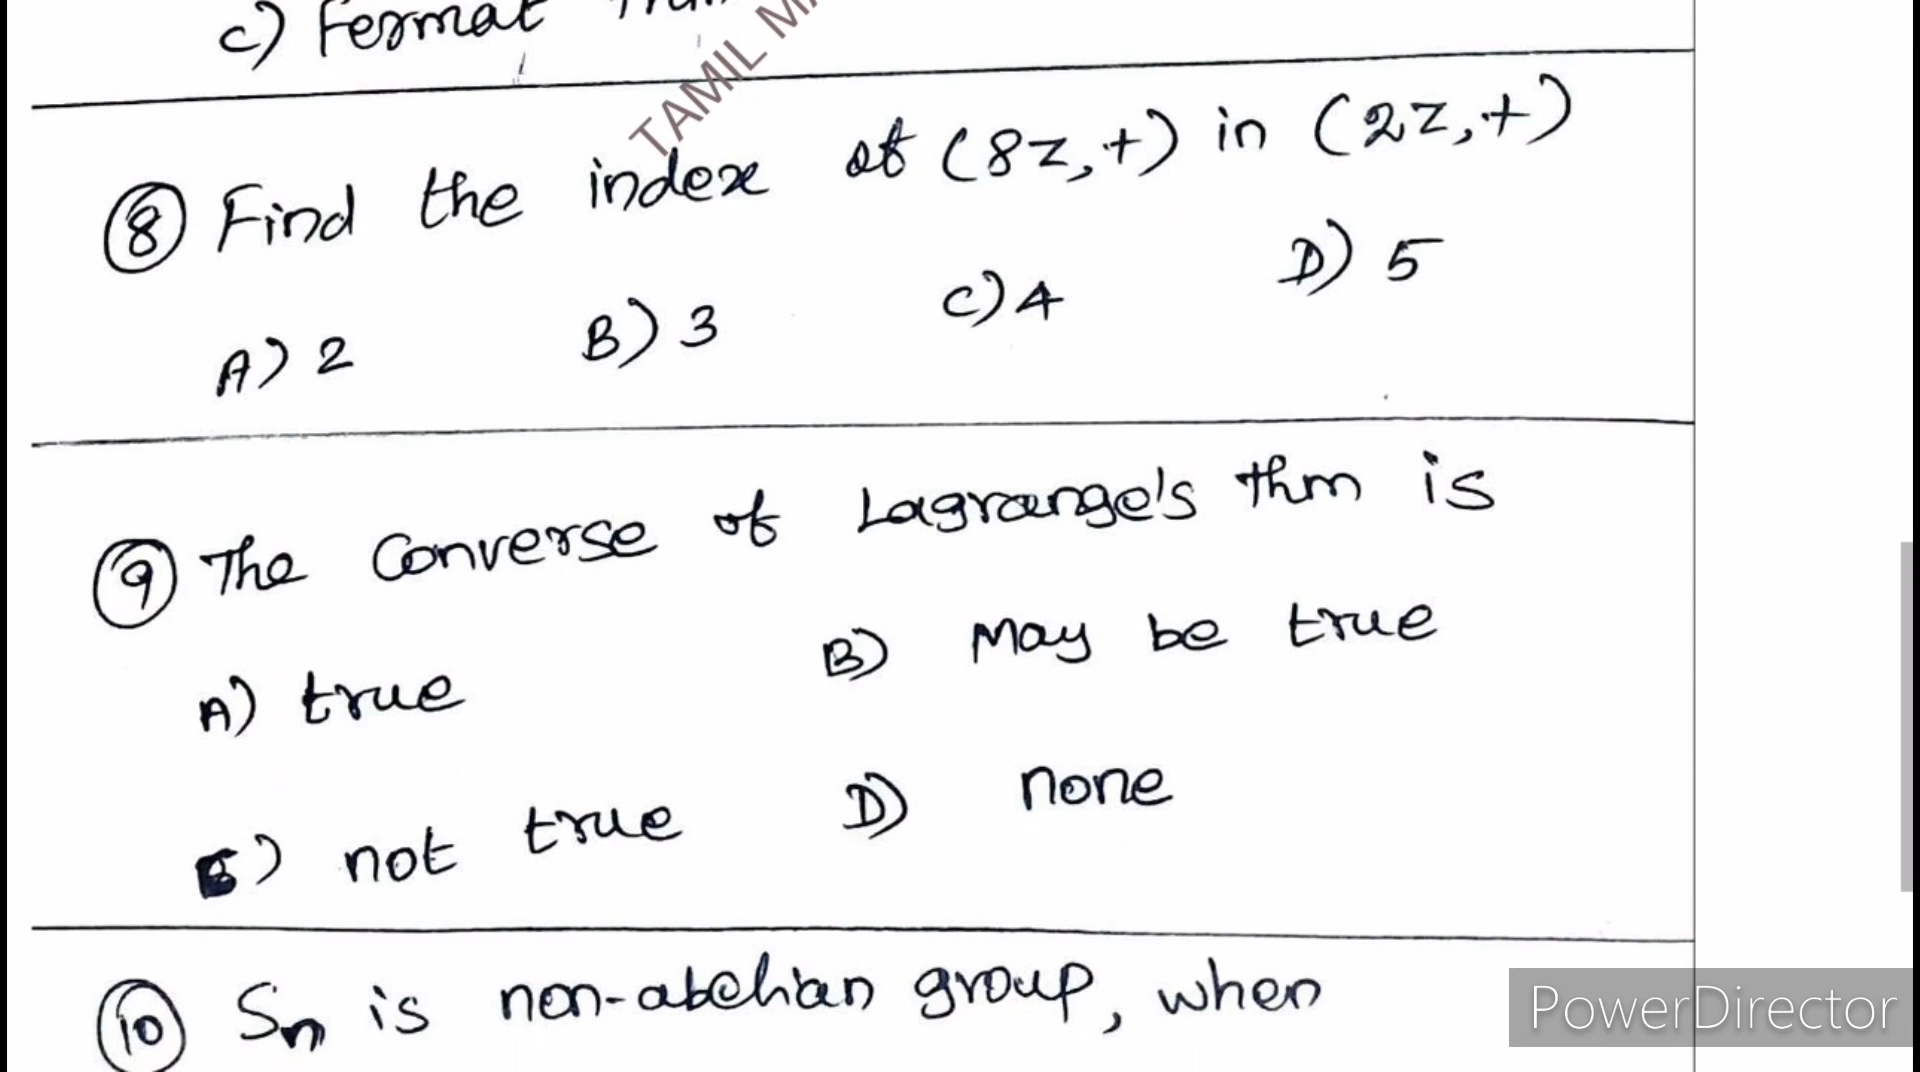 c) Fermat
TAMIL
⑧ Find the index of (8Z,+) in (2Z,+)
A) 2 B) 3 C) 4 D) 5
⑨ The Converse of Lagrange's thm is
A) true B) May be true
C) not true D) none
⑩ Sn is non-abelian group, when
PowerDirector